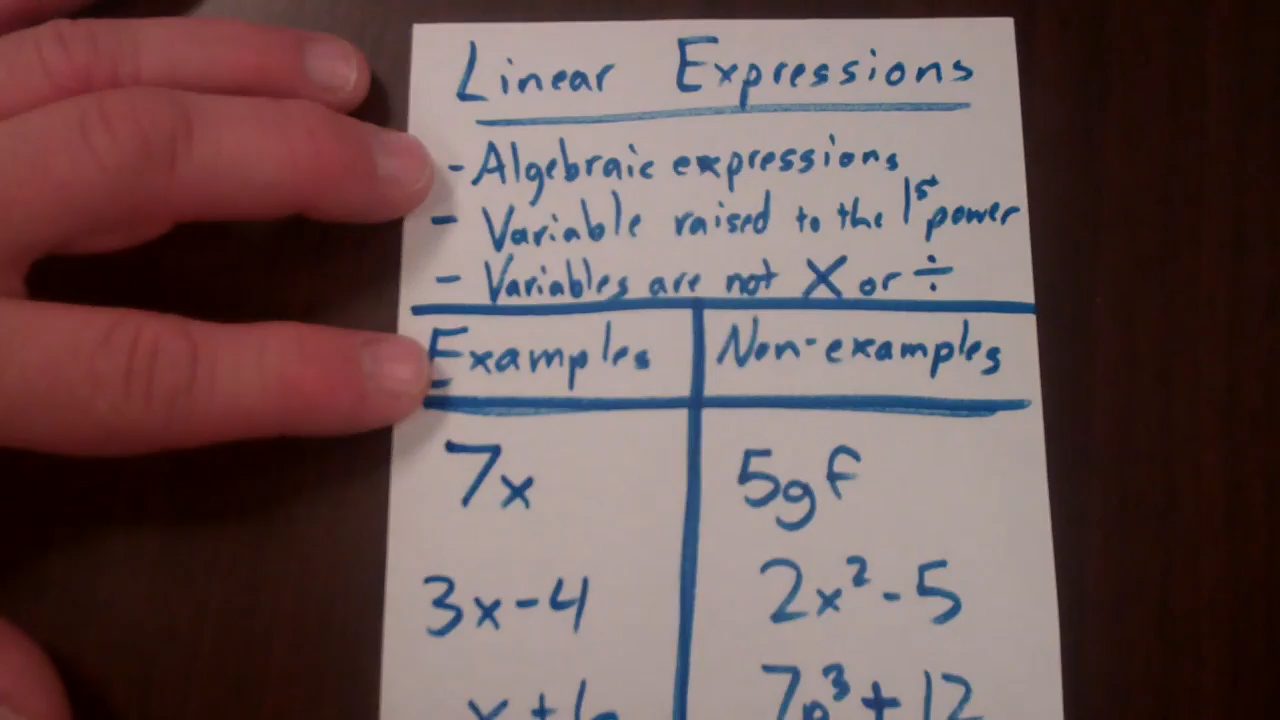 Linear Expressions
- Algebraic expressions
- Variable raised to the 1st power
- Variables are not X or ÷
Examples Non-examples
7x 5gf
3x-4 2x²-5
x+6 7p³+12